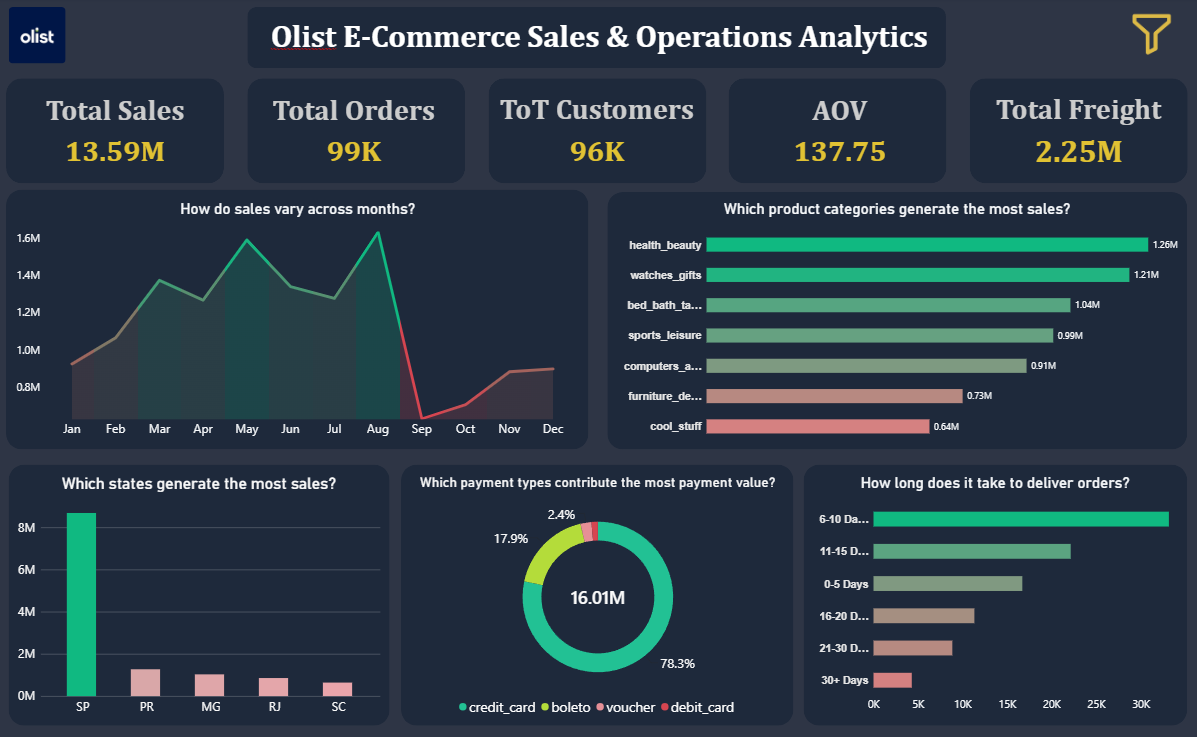 olist
Olist E-Commerce Sales & Operations Analytics
Total Sales
13.59M
Total Orders
99K
ToT Customers
96K
AOV
137.75
Total Freight
2.25M
How do sales vary across months?
1.6M
1.4M
1.2M
1.0M
0.8M
Jan Feb Mar Apr May Jun Jul Aug Sep Oct Nov Dec
Which product categories generate the most sales?
health_beauty 1.26M
watches_gifts 1.21M
bed_bath_ta... 1.04M
sports_leisure 0.99M
computers_a... 0.91M
furniture_de... 0.73M
cool_stuff 0.64M
Which states generate the most sales?
8M
6M
4M
2M
0M
SP PR MG RJ SC
Which payment types contribute the most payment value?
2.4%
17.9%
16.01M
78.3%
credit_card boleto voucher debit_card
How long does it take to deliver orders?
6-10 Da...
11-15 D...
0-5 Days
16-20 D...
21-30 D...
30+ Days
0K 5K 10K 15K 20K 25K 30K